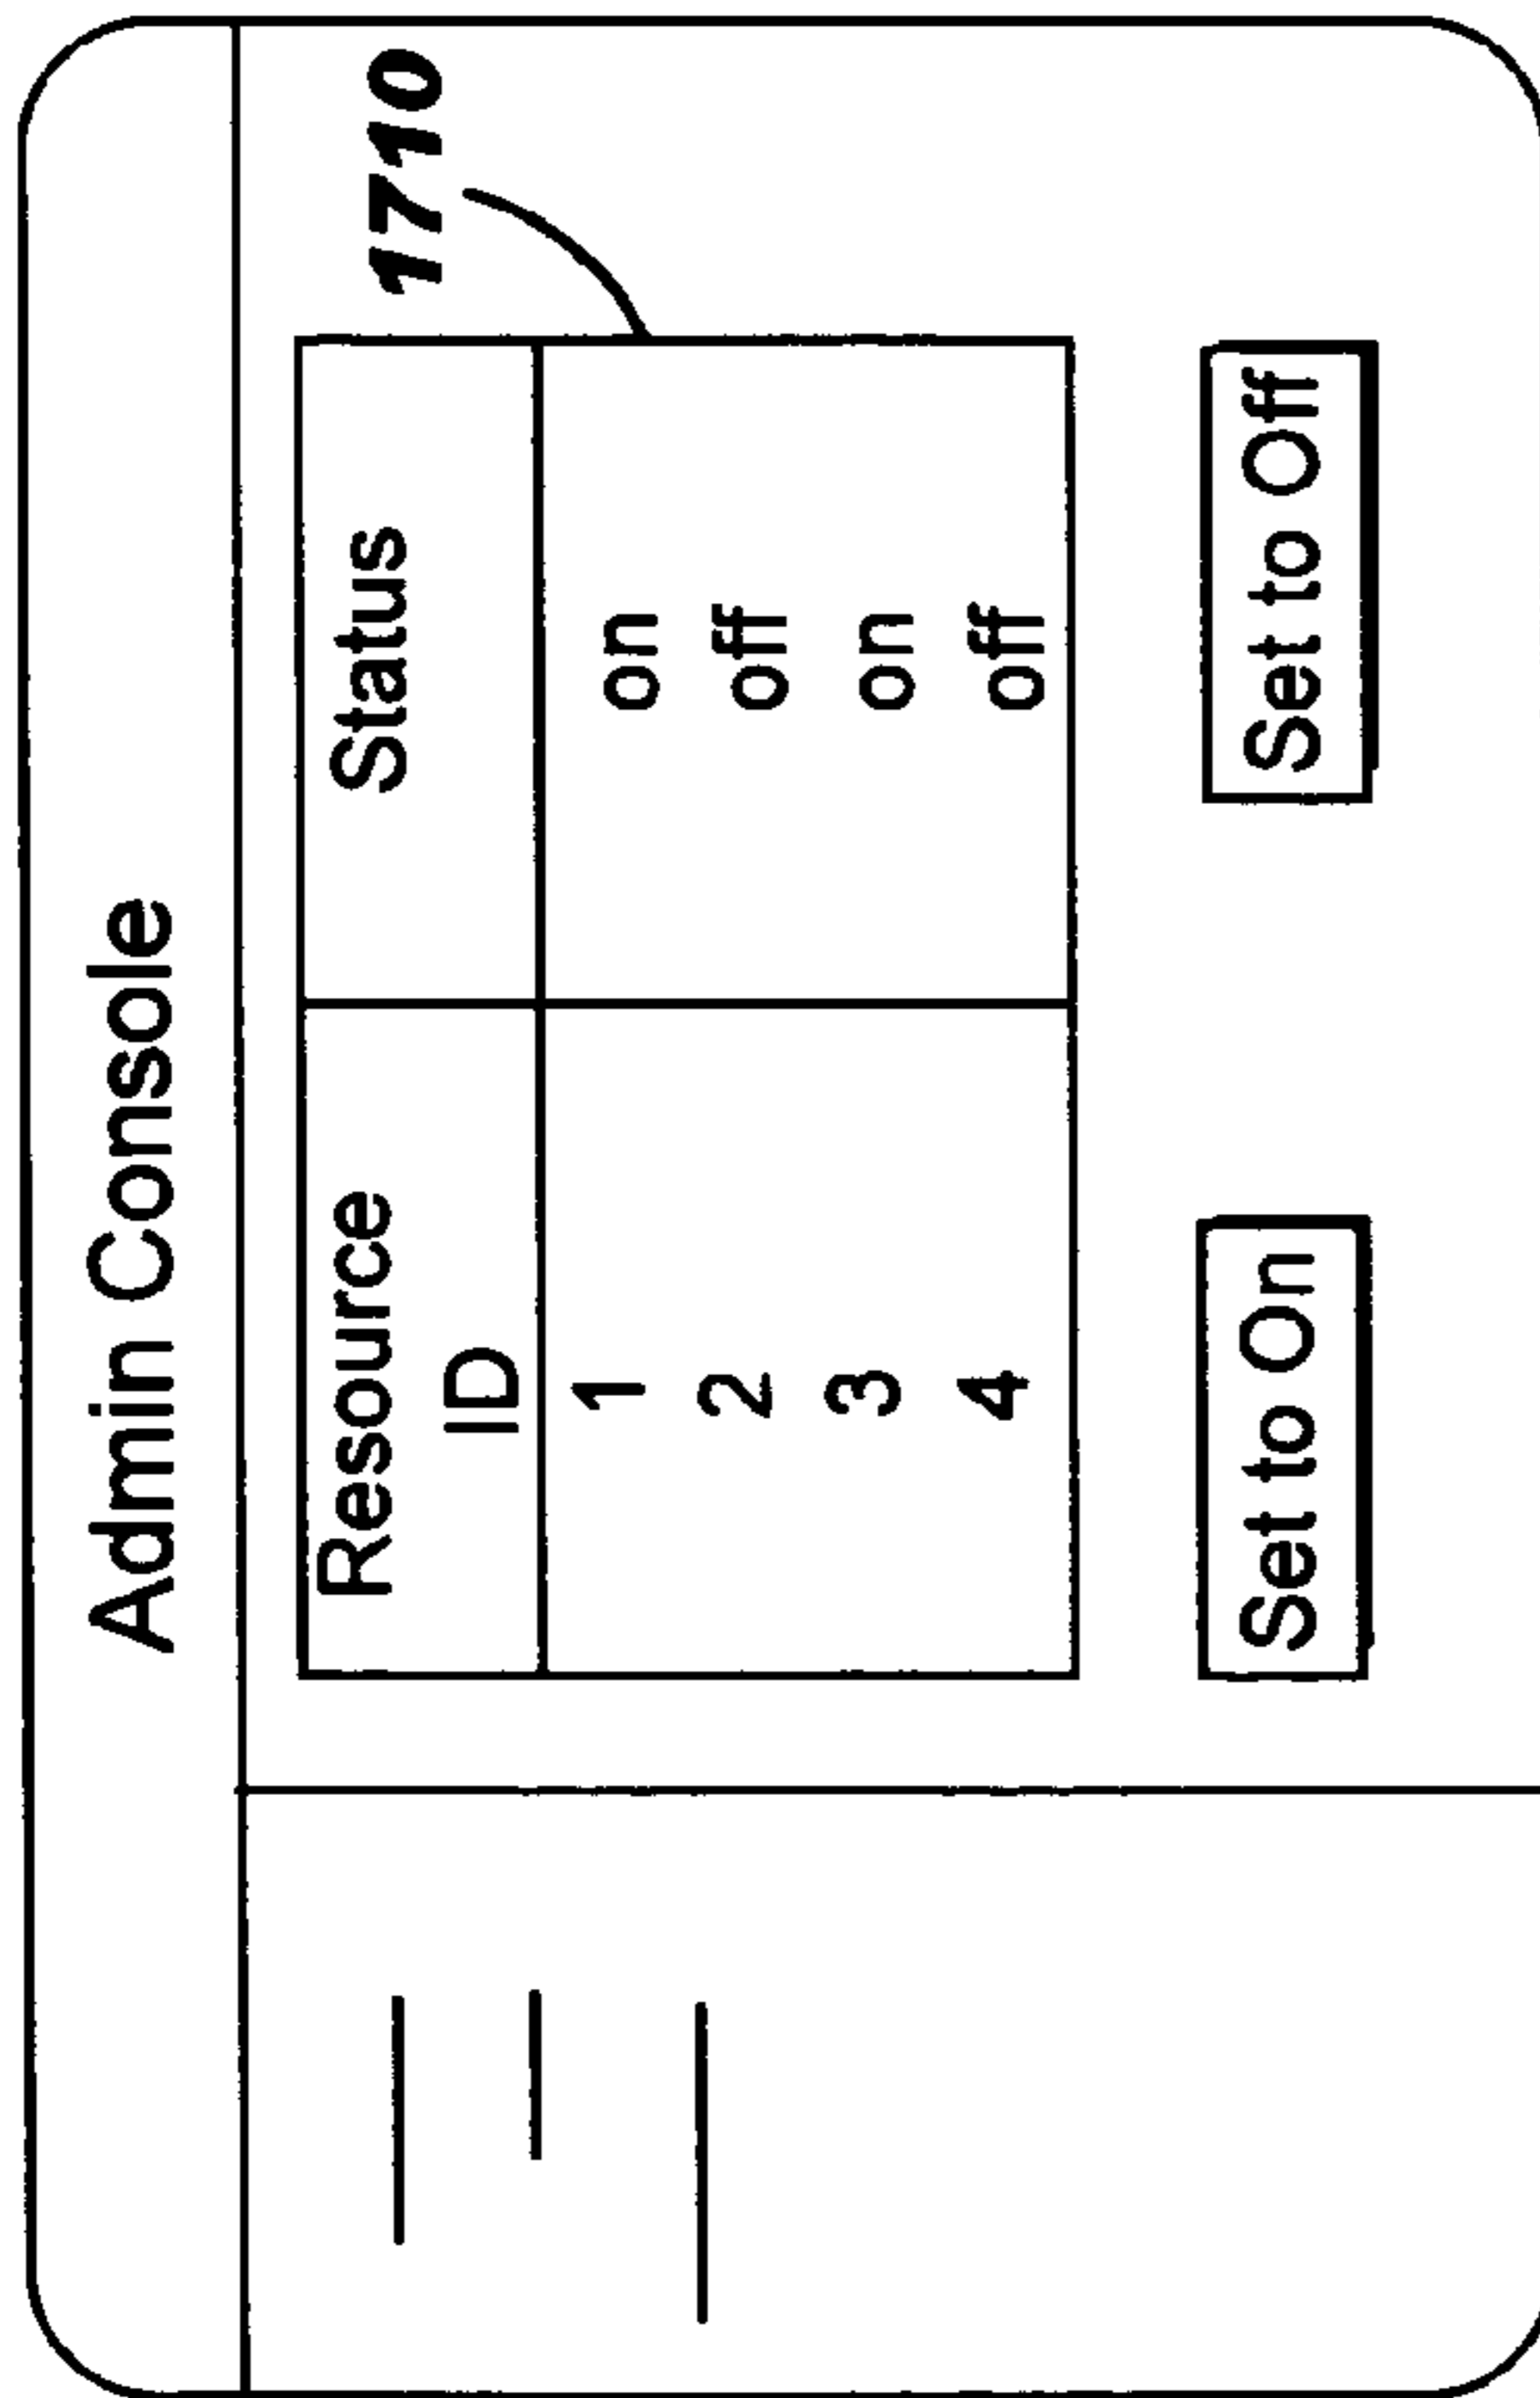 Admin Console
1710
Resource ID Status
1 on
2 off
3 on
4 off
Set to On Set to Off